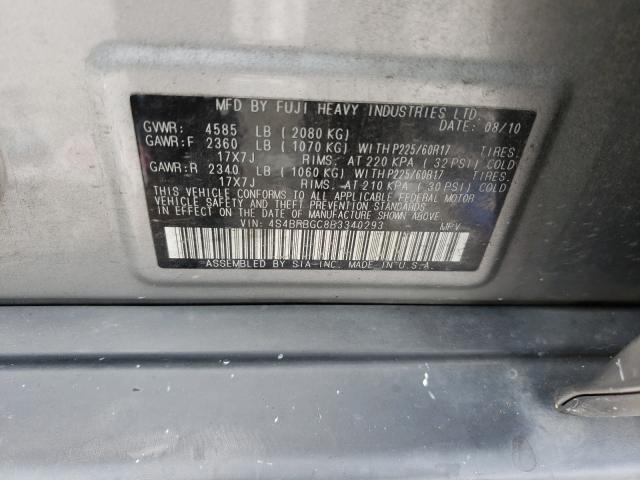 MFD BY FUJI HEAVY INDUSTRIES LTD.
DATE: 08/10
GVWR: 4585 LB ( 2080 KG)
GAWR:F 2360 LB ( 1070 KG) WITH P225/60R17 TIRES,
17X7J RIMS, AT 220 KPA ( 32 PSI) COLD
GAWR:R 2340 LB ( 1060 KG) WITH P225/60R17 TIRES,
17X7J RIMS, AT 210 KPA ( 30 PSI) COLD
THIS VEHICLE CONFORMS TO ALL APPLICABLE FEDERAL MOTOR
VEHICLE SAFETY AND THEFT PREVENTION STANDARDS IN EFFECT
ON THE DATE OF MANUFACTURE SHOWN ABOVE.
VIN: 4S4BRBGC8B3340293 MPV
ASSEMBLED BY SIA-INC. MADE IN U.S.A.